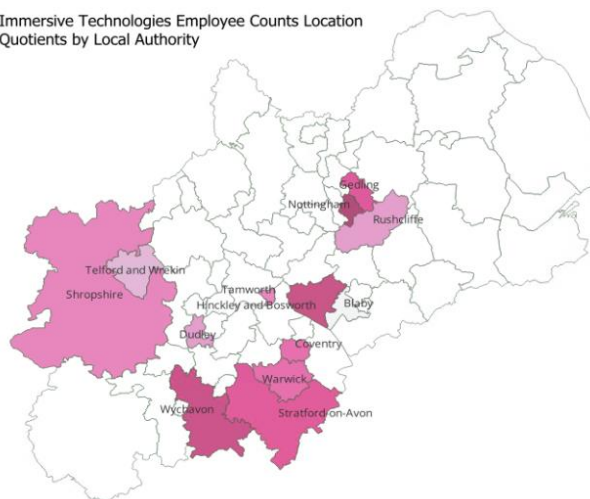 Immersive Technologies Employee Counts Location
Quotients by Local Authority
Gedling
Nottingham
Rushcliffe
Telford and Wrekin
Shropshire
Tamworth
Hinckley and Bosworth
Blaby
Dudley
Coventry
Warwick
Wychavon
Stratford-on-Avon